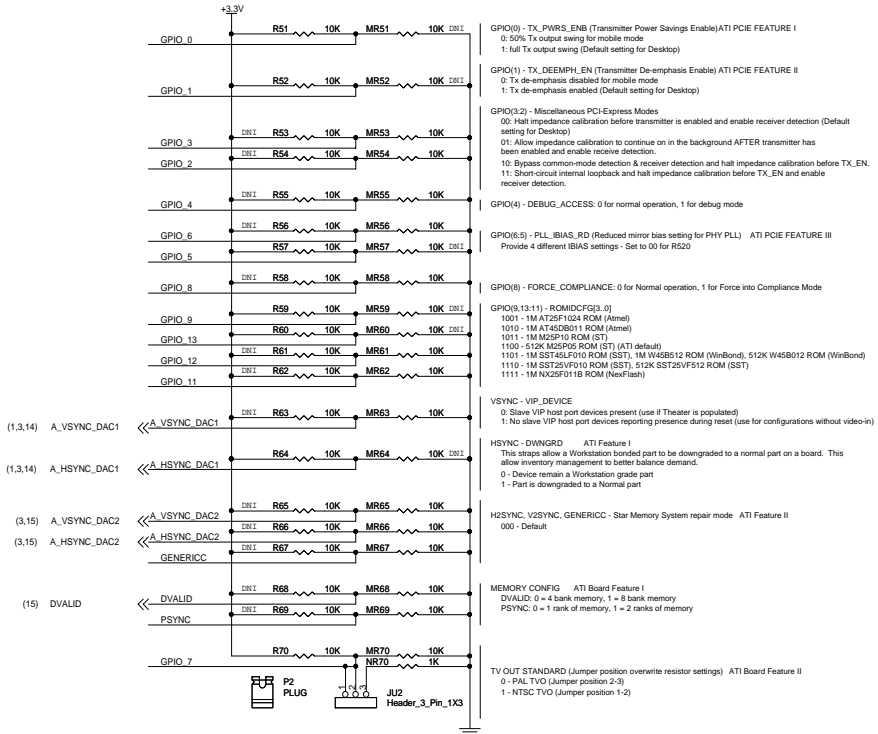 +3.3V
R51 10K MR51 10K DNI
GPIO_0
GPIO(0) - TX_PWRS_ENB (Transmitter Power Savings Enable)ATI PCIE FEATURE I
0: 50% Tx output swing for mobile mode
1: full Tx output swing (Default setting for Desktop)
R52 10K MR52 10K DNI
GPIO_1
GPIO(1) - TX_DEEMPH_EN (Transmitter De-emphasis Enable) ATI PCIE FEATURE II
0: Tx de-emphasis disabled for mobile mode
1: Tx de-emphasis enabled (Default setting for Desktop)
GPIO(3:2) - Miscellaneous PCI-Express Modes
00: Halt impedance calibration before transmitter is enabled and enable receiver detection (Default
setting for Desktop)
01: Allow impedance calibration to continue on in the background AFTER transmitter has
been enabled and enable receive detection.
10: Bypass common-mode detection & receiver detection and halt impedance calibration before TX_EN.
11: Short-circuit internal loopback and halt impedance calibration before TX_EN and enable
receiver detection.
DNI R53 10K MR53 10K
GPIO_3
DNI R54 10K MR54 10K
GPIO_2
DNI R55 10K MR55 10K
GPIO_4
GPIO(4) - DEBUG_ACCESS: 0 for normal operation, 1 for debug mode
DNI R56 10K MR56 10K
GPIO_6
R57 10K MR57 10K DNI
GPIO_5
GPIO(6:5) - PLL_IBIAS_RD (Reduced mirror bias setting for PHY PLL) ATI PCIE FEATURE III
Provide 4 different IBIAS settings - Set to 00 for R520
DNI R58 10K MR58 10K
GPIO_8
GPIO(8) - FORCE_COMPLIANCE: 0 for Normal operation, 1 for Force into Compliance Mode
R59 10K MR59 10K DNI
GPIO_9
R60 10K MR60 10K DNI
GPIO_13
DNI R61 10K MR61 10K
GPIO_12
DNI R62 10K MR62 10K
GPIO_11
GPIO(9,13:11) - ROMIDCFG[3..0]
1001 - 1M AT25F1024 ROM (Atmel)
1010 - 1M AT45DB011 ROM (Atmel)
1011 - 1M M25P10 ROM (ST)
1100 - 512K M25P05 ROM (ST) (ATI default)
1101 - 1M SST45LF010 ROM (SST), 1M W45B512 ROM (WinBond), 512K W45B012 ROM (WinBond)
1110 - 1M SST25VF010 ROM (SST), 512K SST25VF512 ROM (SST)
1111 - 1M NX25F011B ROM (NexFlash)
DNI R63 10K MR63 10K
(1,3,14) A_VSYNC_DAC1 A_VSYNC_DAC1
VSYNC - VIP_DEVICE
0: Slave VIP host port devices present (use if Theater is populated)
1: No slave VIP host port devices reporting presence during reset (use for configurations without video-in)
R64 10K MR64 10K DNI
(1,3,14) A_HSYNC_DAC1 A_HSYNC_DAC1
HSYNC - DWNGRD ATI Feature I
This straps allow a Workstation bonded part to be downgraded to a normal part on a board. This
allow inventory management to better balance demand.
0 - Device remain a Workstation grade part
1 - Part is downgraded to a Normal part
DNI R65 10K MR65 10K
(3,15) A_VSYNC_DAC2 A_VSYNC_DAC2
DNI R66 10K MR66 10K
(3,15) A_HSYNC_DAC2 A_HSYNC_DAC2
DNI R67 10K MR67 10K
GENERICC
H2SYNC, V2SYNC, GENERICC - Star Memory System repair mode ATI Feature II
000 - Default
DNI R68 10K MR68 10K
(15) DVALID DVALID
DNI R69 10K MR69 10K
PSYNC
MEMORY CONFIG ATI Board Feature I
DVALID: 0 = 4 bank memory, 1 = 8 bank memory
PSYNC: 0 = 1 rank of memory, 1 = 2 ranks of memory
R70 10K MR70 10K
GPIO_7
NR70 1K
TV OUT STANDARD (Jumper position overwrite resistor settings) ATI Board Feature II
0 - PAL TVO (Jumper position 2-3)
1 - NTSC TVO (Jumper position 1-2)
P2
PLUG
1 2 3
JU2
Header_3_Pin_1X3